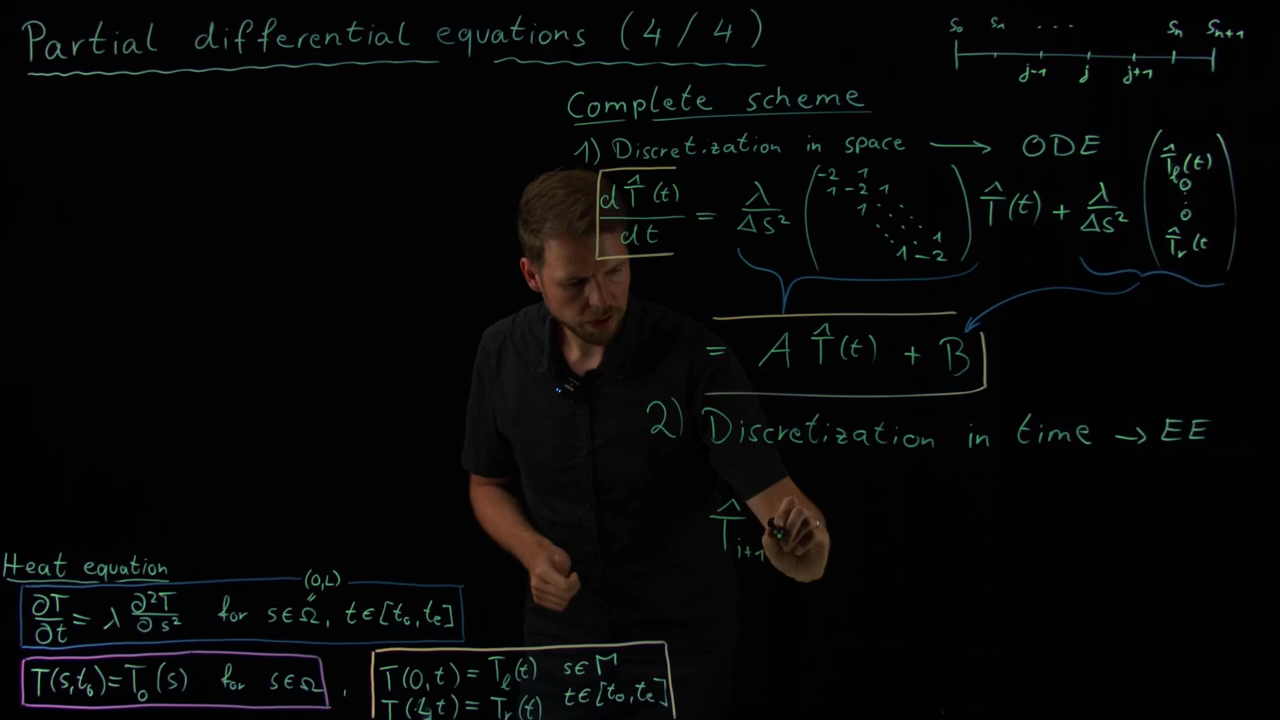 Partial differential equations (4/4)
s₀ s₁ ... sₙ sₙ₊₁
j-1 j j+1
Complete scheme
1) Discretization in space → ODE
dT̂(t)/dt = λ/Δs² (-2 1 1 -2 1 1 ⋱ 1 1 -2) T̂(t) + λ/Δs² (T̂ₗ(t) 0 ⋮ 0 T̂ᵣ(t
= A T̂(t) + B
2) Discretization in time → EE
T̂ᵢ₊₁
Heat equation
(0,L)
∂T/∂t = λ ∂²T/∂s² for s∈Ω, t∈[t₀,tₑ]
T(s,t₀)=T₀(s) for s∈Ω,
T(0,t) = Tₗ(t) s∈Γ
T(L,t) = Tᵣ(t) t∈[t₀,tₑ]